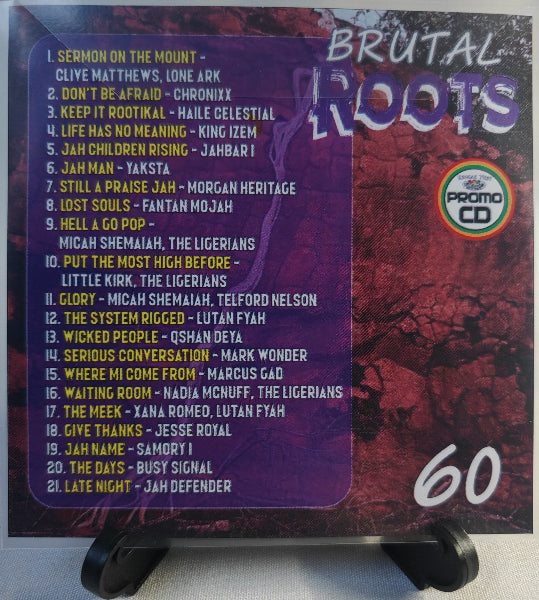 BRUTAL
ROOTS
1. SERMON ON THE MOUNT -
CLIVE MATTHEWS, LONE ARK
2. DON'T BE AFRAID - CHRONIXX
3. KEEP IT ROOTIKAL - HAILE CELESTIAL
4. LIFE HAS NO MEANING - KING IZEM
5. JAH CHILDREN RISING - JAHBAR I
6. JAH MAN - YAKSTA
7. STILL A PRAISE JAH - MORGAN HERITAGE
8. LOST SOULS - FANTAN MOJAH
9. HELL A GO POP -
MICAH SHEMAIAH, THE LIGERIANS
10. PUT THE MOST HIGH BEFORE -
LITTLE KIRK, THE LIGERIANS
11. GLORY - MICAH SHEMAIAH, TELFORD NELSON
12. THE SYSTEM RIGGED - LUTAN FYAH
13. WICKED PEOPLE - QSHAN DEYA
14. SERIOUS CONVERSATION - MARK WONDER
15. WHERE MI COME FROM - MARCUS GAD
16. WAITING ROOM - NADIA MCNUFF, THE LIGERIANS
17. THE MEEK - XANA ROMEO, LUTAN FYAH
18. GIVE THANKS - JESSE ROYAL
19. JAH NAME - SAMORY I
20. THE DAYS - BUSY SIGNAL
21. LATE NIGHT - JAH DEFENDER
PROMO
CD
60